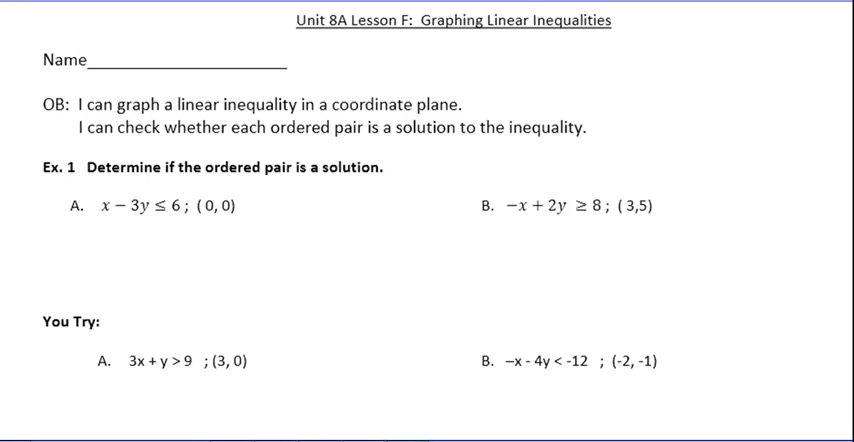 Unit 8A Lesson F: Graphing Linear Inequalities
Name______________________
OB: I can graph a linear inequality in a coordinate plane.
I can check whether each ordered pair is a solution to the inequality.
Ex. 1 Determine if the ordered pair is a solution.
A. x − 3y ≤ 6 ; ( 0, 0) B. −x + 2y ≥ 8 ; ( 3,5)
You Try:
A. 3x + y > 9 ; (3, 0) B. −x - 4y < -12 ; (-2, -1)